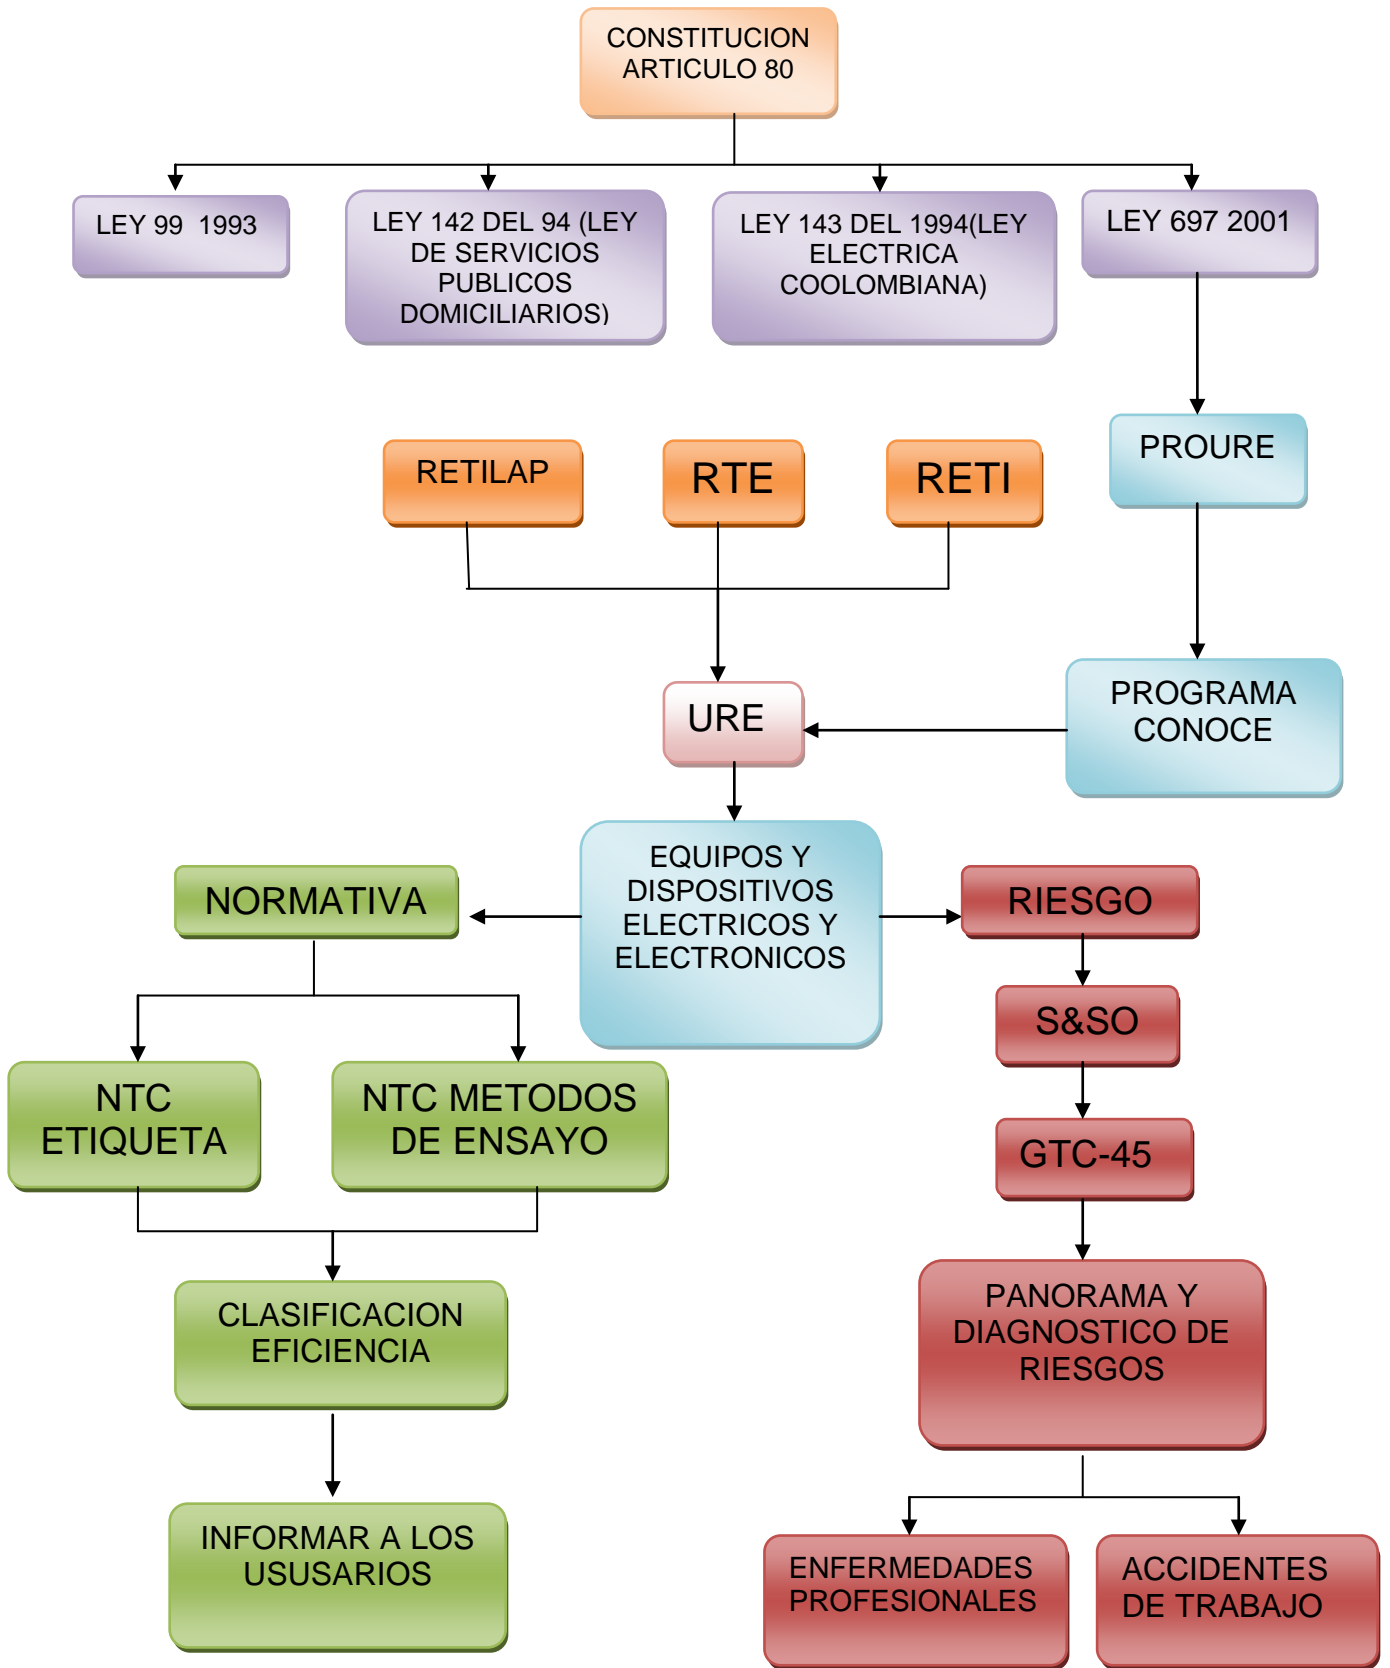 CONSTITUCION
ARTICULO 80
LEY 99  1993
LEY 142 DEL 94 (LEY
DE SERVICIOS
PUBLICOS
DOMICILIARIOS)
LEY 143 DEL 1994(LEY
ELECTRICA
COOLOMBIANA)
LEY 697 2001
RETILAP
RTE
RETI
PROURE
URE
PROGRAMA
CONOCE
NORMATIVA
EQUIPOS Y
DISPOSITIVOS
ELECTRICOS Y
ELECTRONICOS
RIESGO
S&SO
NTC
ETIQUETA
NTC METODOS
DE ENSAYO
GTC-45
CLASIFICACION
EFICIENCIA
PANORAMA Y
DIAGNOSTICO DE
RIESGOS
INFORMAR A LOS
USUSARIOS
ENFERMEDADES
PROFESIONALES
ACCIDENTES
DE TRABAJO